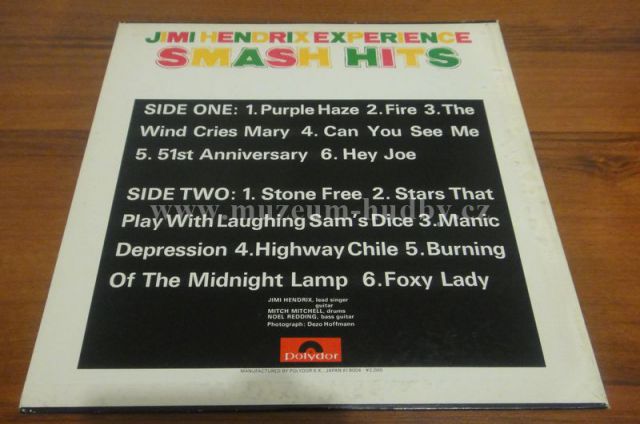 JIMI HENDRIX EXPERIENCE
SMASH HITS
SIDE ONE: 1. Purple Haze 2. Fire 3. The
Wind Cries Mary 4. Can You See Me
5. 51st Anniversary 6. Hey Joe
SIDE TWO: 1. Stone Free 2. Stars That
Play With Laughing Sam's Dice 3. Manic
www.muzeum-hudby.cz
Depression 4. Highway Chile 5. Burning
Of The Midnight Lamp 6. Foxy Lady
JIMI HENDRIX, lead singer
guitar
MITCH MITCHELL, drums
NOEL REDDING, bass guitar
Photograph: Dezo Hoffmann
Polydor
MANUFACTURED BY POLYDOR K.K., JAPAN